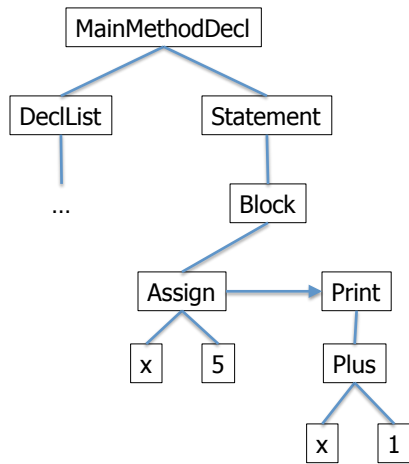 MainMethodDecl
DeclList Statement
... Block
Assign Print
x 5 Plus
x 1